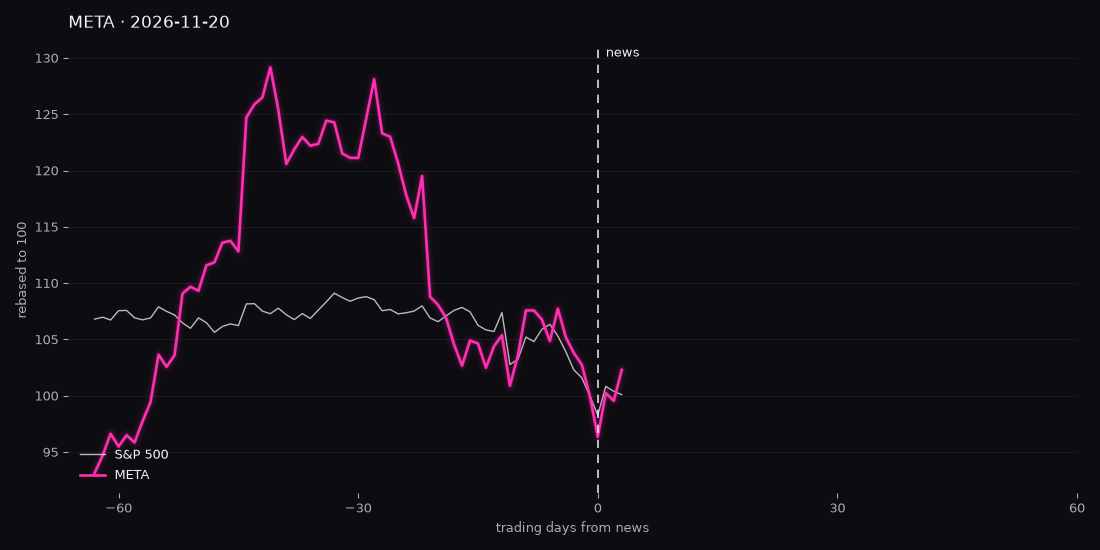 META · 2026-11-20
news
130
125
120
115
110
105
100
95
rebased to 100
S&P 500
META
−60
−30
0
30
60
trading days from news